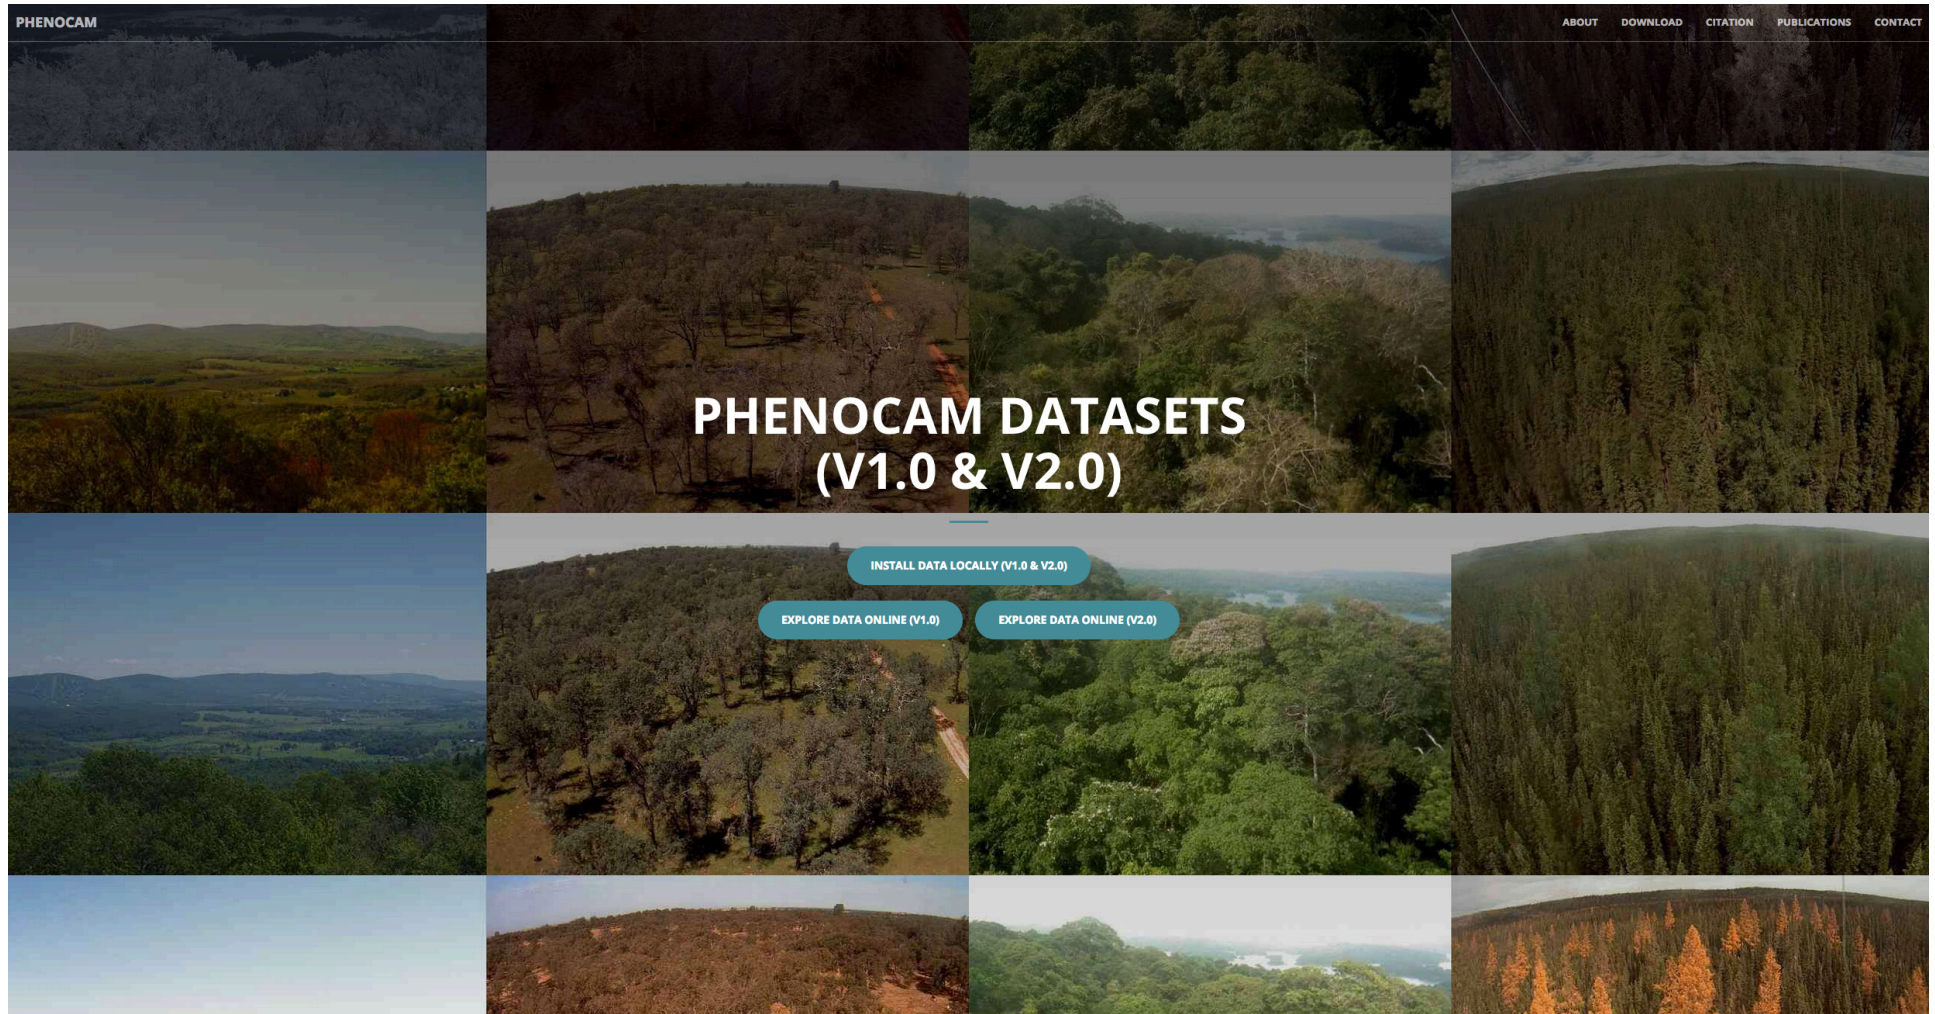 PHENOCAM
ABOUT DOWNLOAD CITATION PUBLICATIONS CONTACT
PHENOCAM DATASETS
(V1.0 & V2.0)
INSTALL DATA LOCALLY (V1.0 & V2.0)
EXPLORE DATA ONLINE (V1.0)
EXPLORE DATA ONLINE (V2.0)